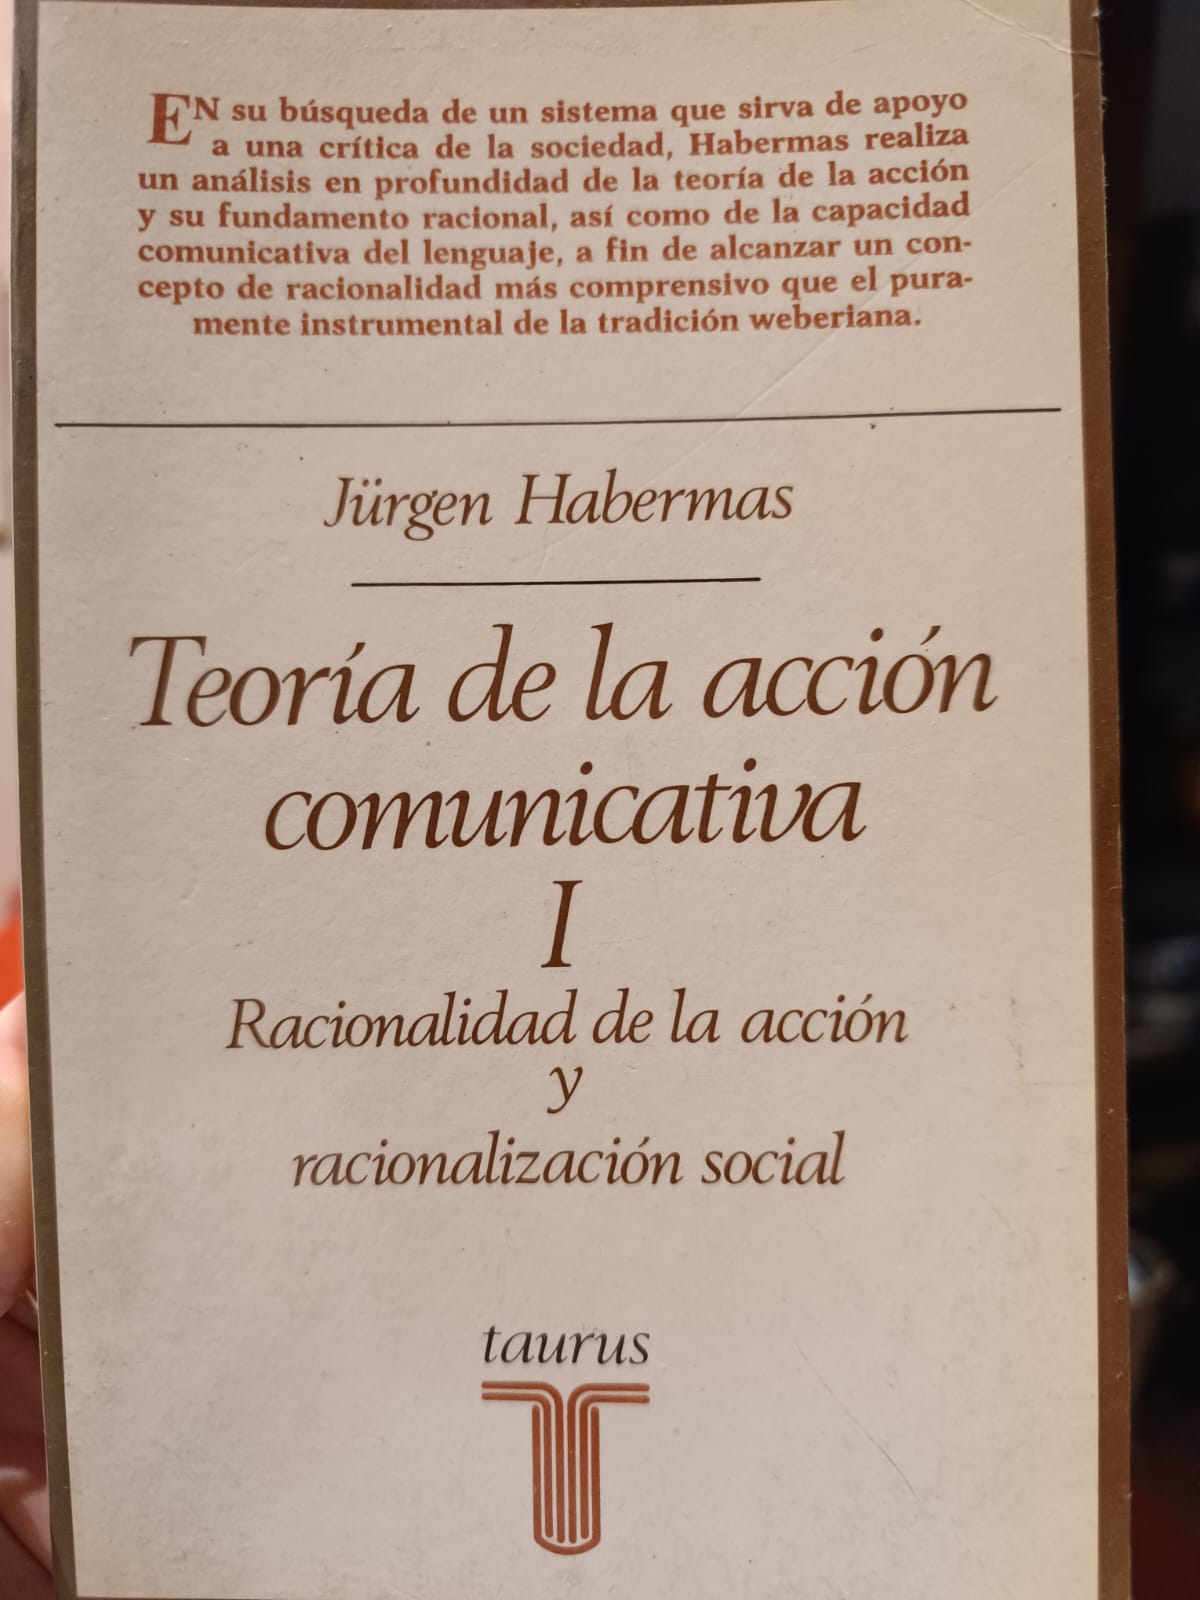 EN su búsqueda de un sistema que sirva de apoyo
a una crítica de la sociedad, Habermas realiza
un análisis en profundidad de la teoría de la acción
y su fundamento racional, así como de la capacidad
comunicativa del lenguaje, a fin de alcanzar un con-
cepto de racionalidad más comprensivo que el pura-
mente instrumental de la tradición weberiana.
Jürgen Habermas
Teoría de la acción
comunicativa
I
Racionalidad de la acción
y
racionalización social
taurus